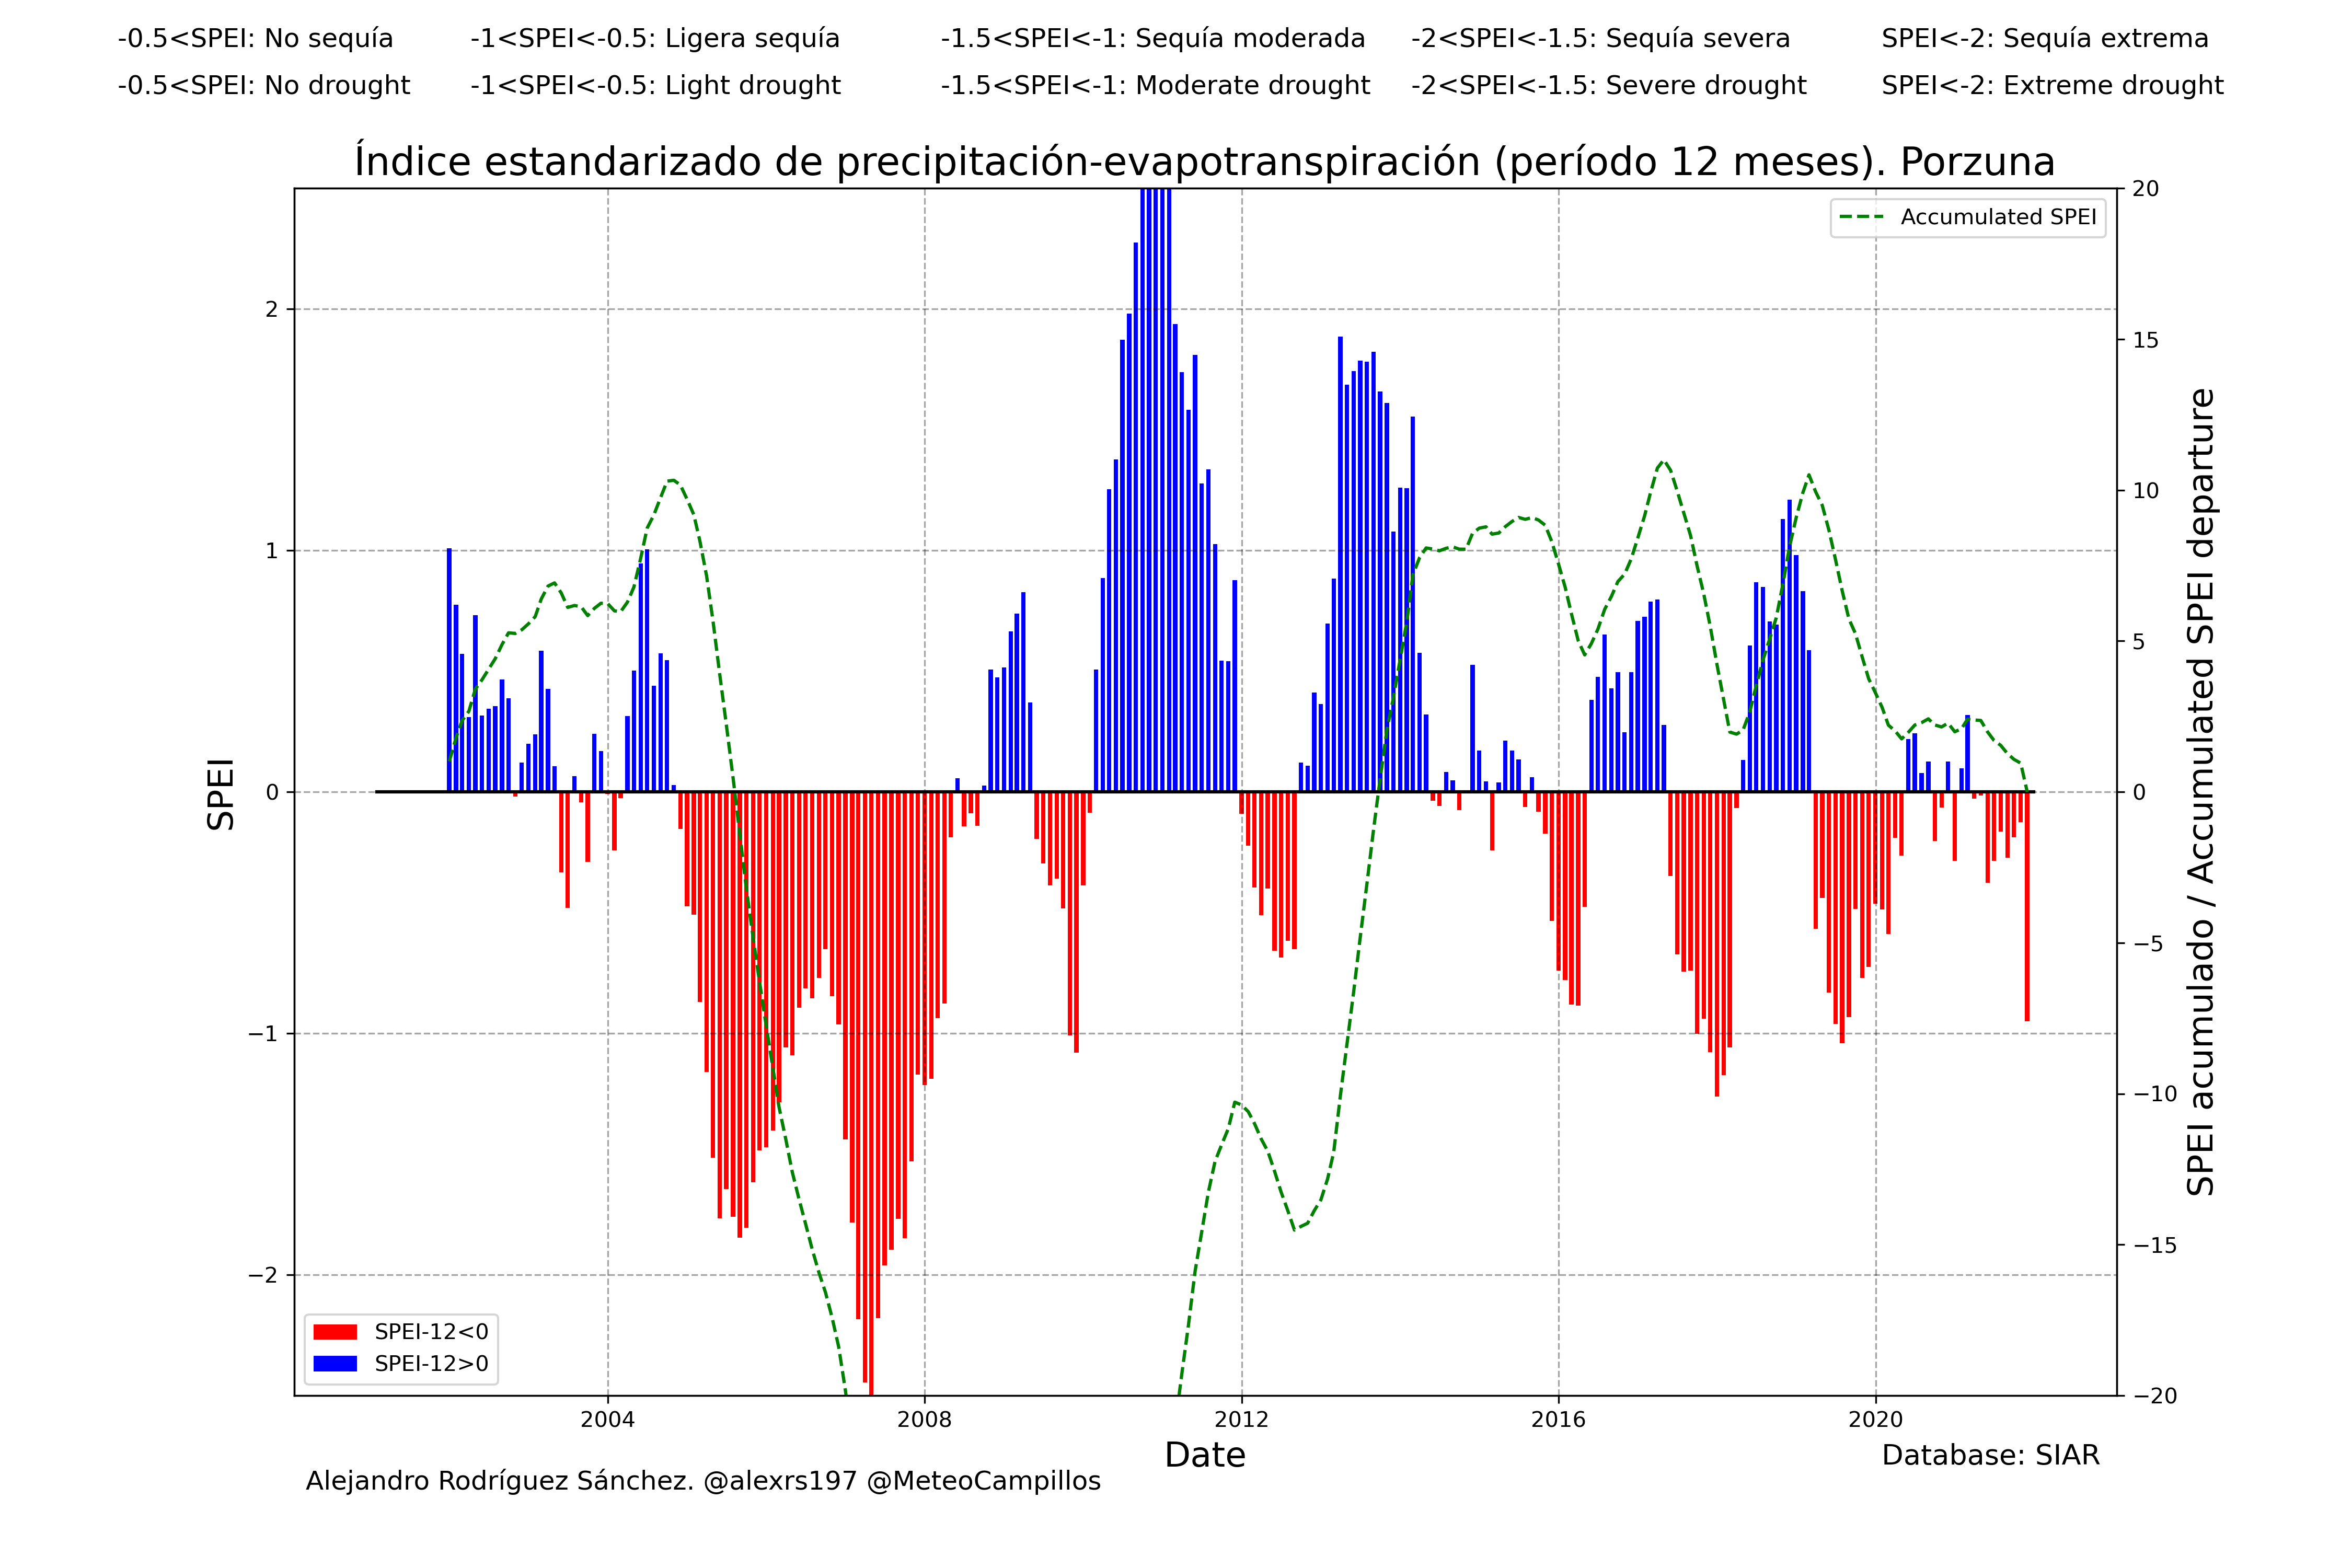 -0.5<SPEI: No sequía
-1<SPEI<-0.5: Ligera sequía
-1.5<SPEI<-1: Sequía moderada
-2<SPEI<-1.5: Sequía severa
SPEI<-2: Sequía extrema
-0.5<SPEI: No drought
-1<SPEI<-0.5: Light drought
-1.5<SPEI<-1: Moderate drought
-2<SPEI<-1.5: Severe drought
SPEI<-2: Extreme drought
Índice estandarizado de precipitación-evapotranspiración (período 12 meses). Porzuna
Accumulated SPEI
2
1
0
−1
−2
SPEI
20
15
10
5
0
−5
−10
−15
−20
SPEI acumulado / Accumulated SPEI departure
SPEI-12<0
SPEI-12>0
2004
2008
2012
2016
2020
Date
Database: SIAR
Alejandro Rodríguez Sánchez. @alexrs197 @MeteoCampillos